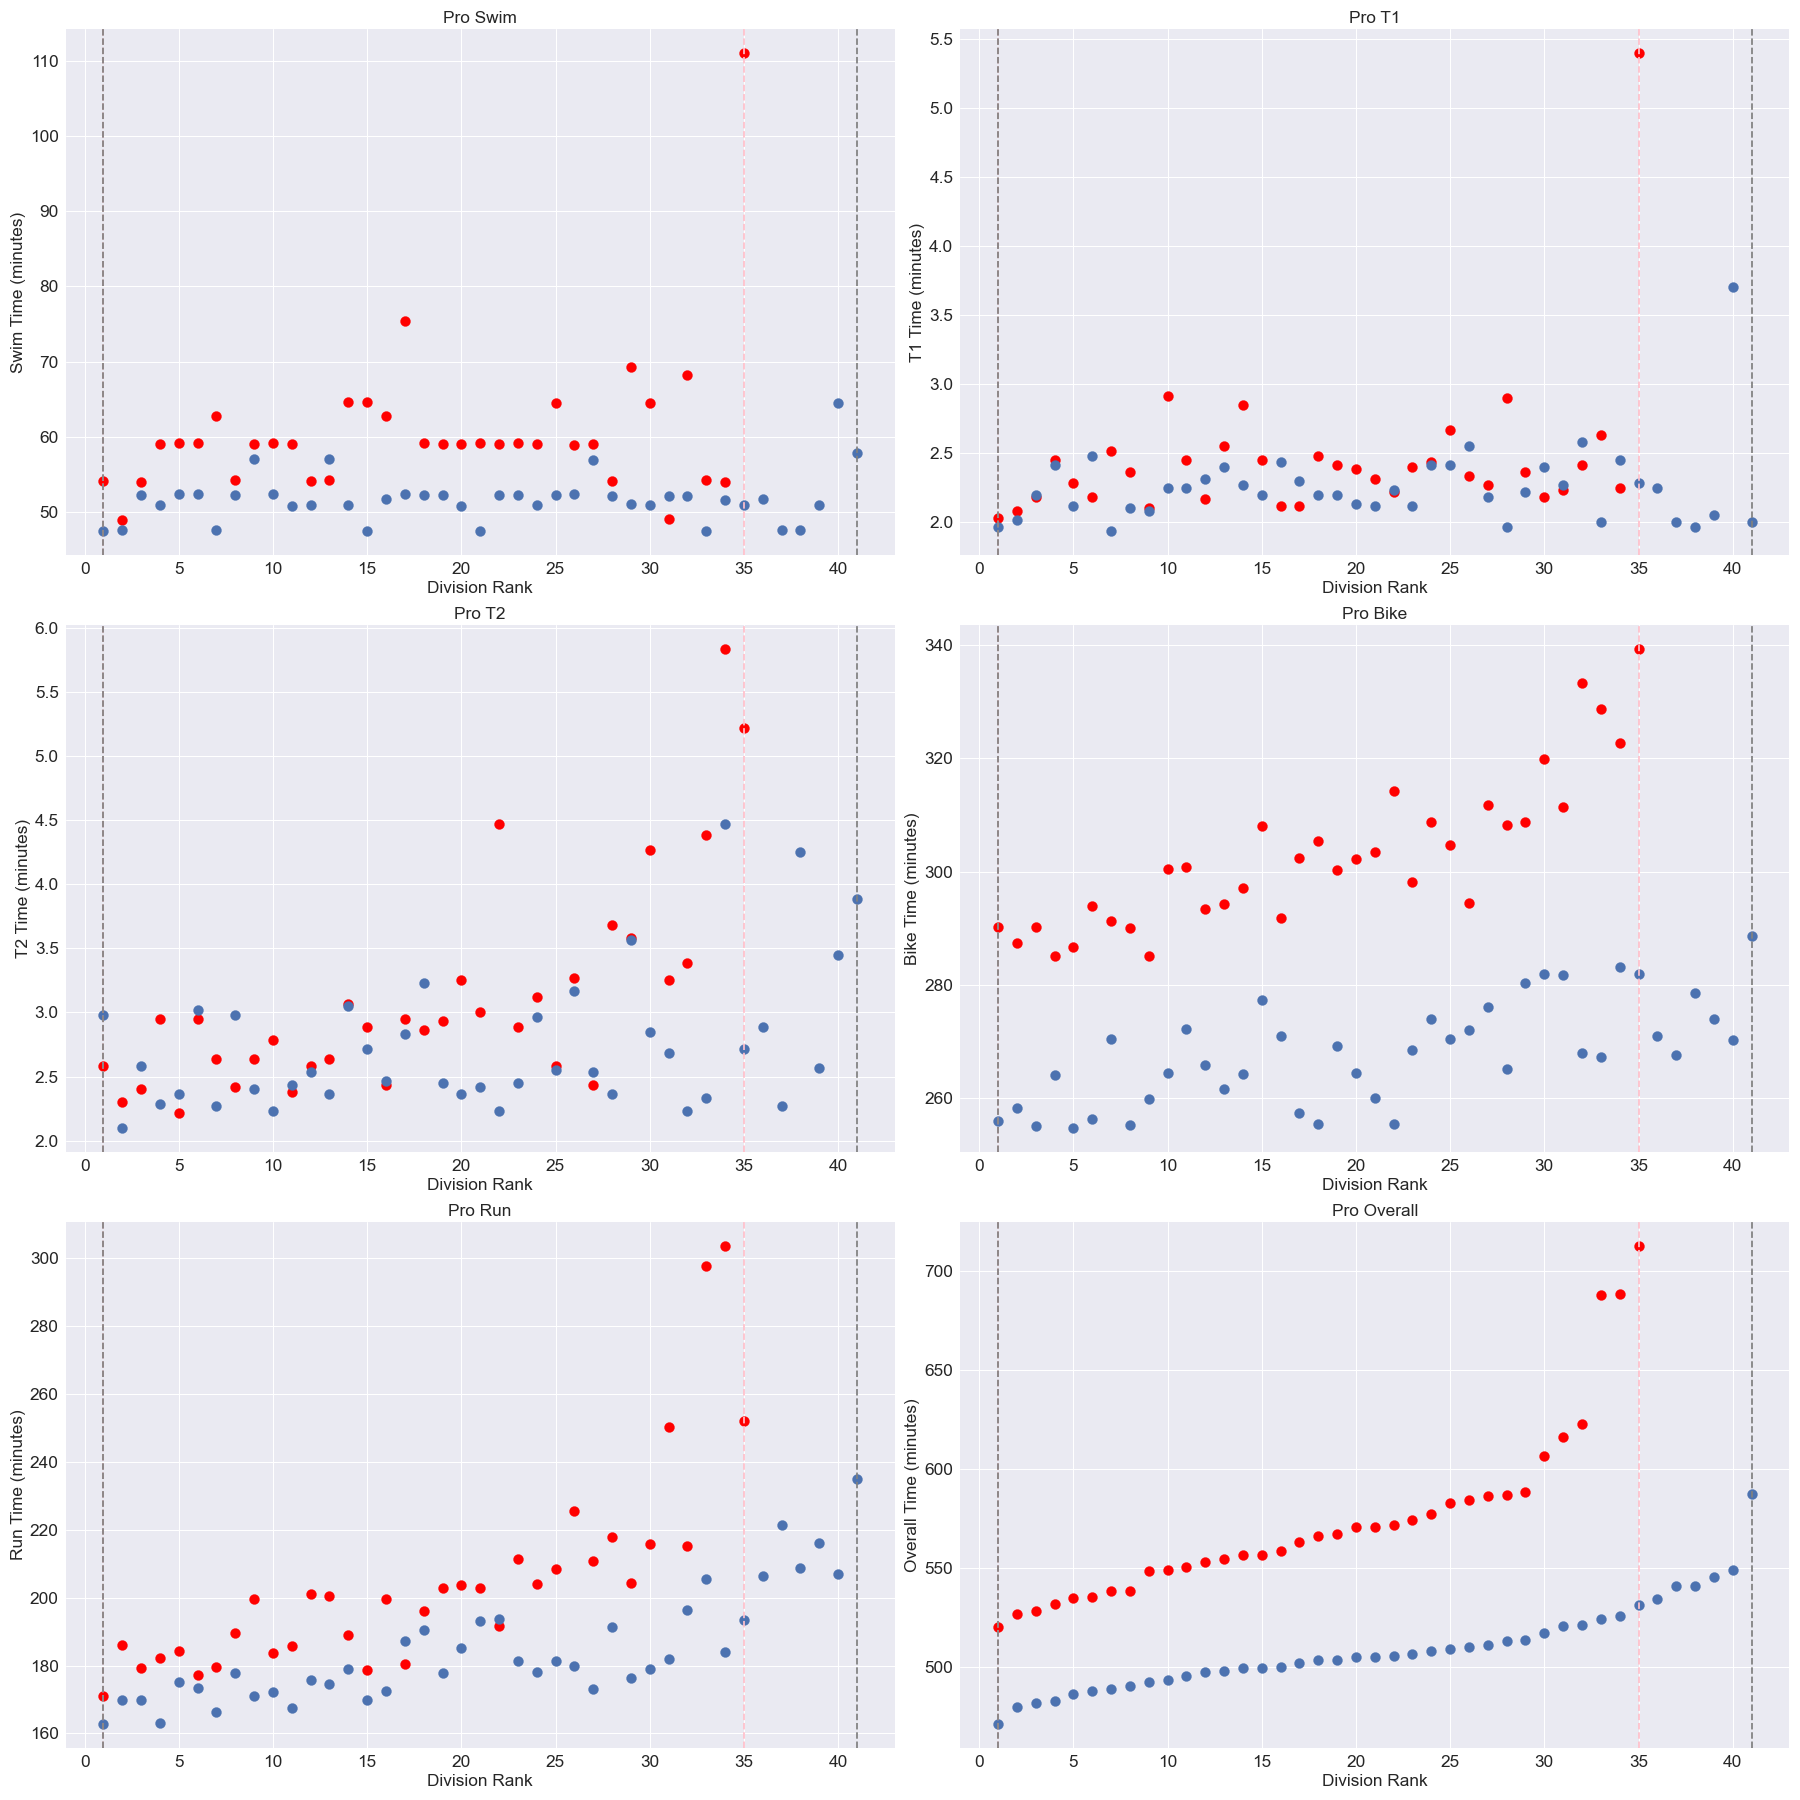 Pro Swim
Swim Time (minutes)
110
100
90
80
70
60
50
0 5 10 15 20 25 30 35 40
Division Rank
Pro T1
T1 Time (minutes)
5.5
5.0
4.5
4.0
3.5
3.0
2.5
2.0
0 5 10 15 20 25 30 35 40
Division Rank
Pro T2
T2 Time (minutes)
6.0
5.5
5.0
4.5
4.0
3.5
3.0
2.5
2.0
0 5 10 15 20 25 30 35 40
Division Rank
Pro Bike
Bike Time (minutes)
340
320
300
280
260
0 5 10 15 20 25 30 35 40
Division Rank
Pro Run
Run Time (minutes)
300
280
260
240
220
200
180
160
0 5 10 15 20 25 30 35 40
Division Rank
Pro Overall
Overall Time (minutes)
700
650
600
550
500
0 5 10 15 20 25 30 35 40
Division Rank